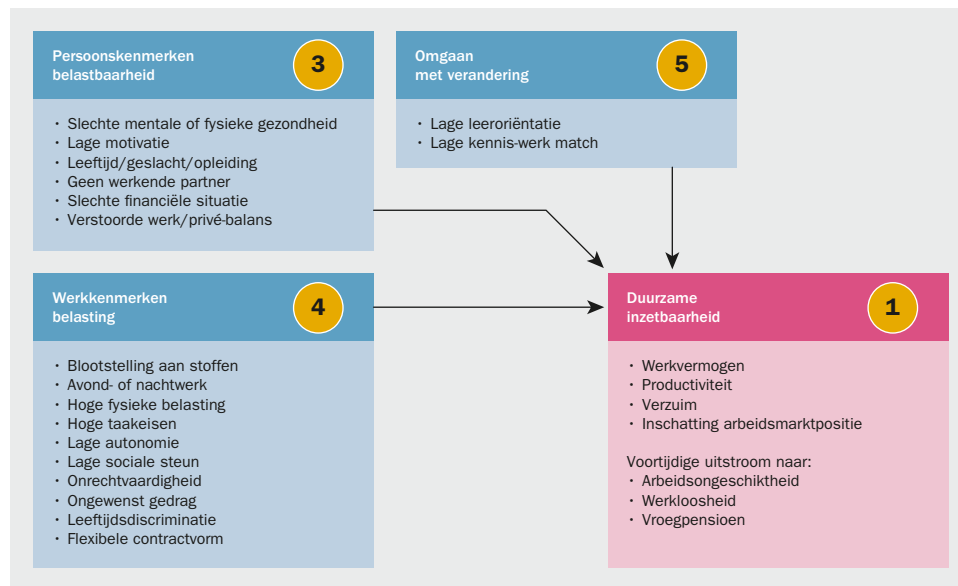 Persoonskenmerken
belastbaarheid
3
• Slechte mentale of fysieke gezondheid
• Lage motivatie
• Leeftijd/geslacht/opleiding
• Geen werkende partner
• Slechte financiële situatie
• Verstoorde werk/privé-balans
Omgaan
met verandering
5
• Lage leeroriëntatie
• Lage kennis-werk match
Werkkenmerken
belasting
4
• Blootstelling aan stoffen
• Avond- of nachtwerk
• Hoge fysieke belasting
• Hoge taakeisen
• Lage autonomie
• Lage sociale steun
• Onrechtvaardigheid
• Ongewenst gedrag
• Leeftijdsdiscriminatie
• Flexibele contractvorm
Duurzame
inzetbaarheid
1
• Werkvermogen
• Productiviteit
• Verzuim
• Inschatting arbeidsmarktpositie
Voortijdige uitstroom naar:
• Arbeidsongeschiktheid
• Werkloosheid
• Vroegpensioen